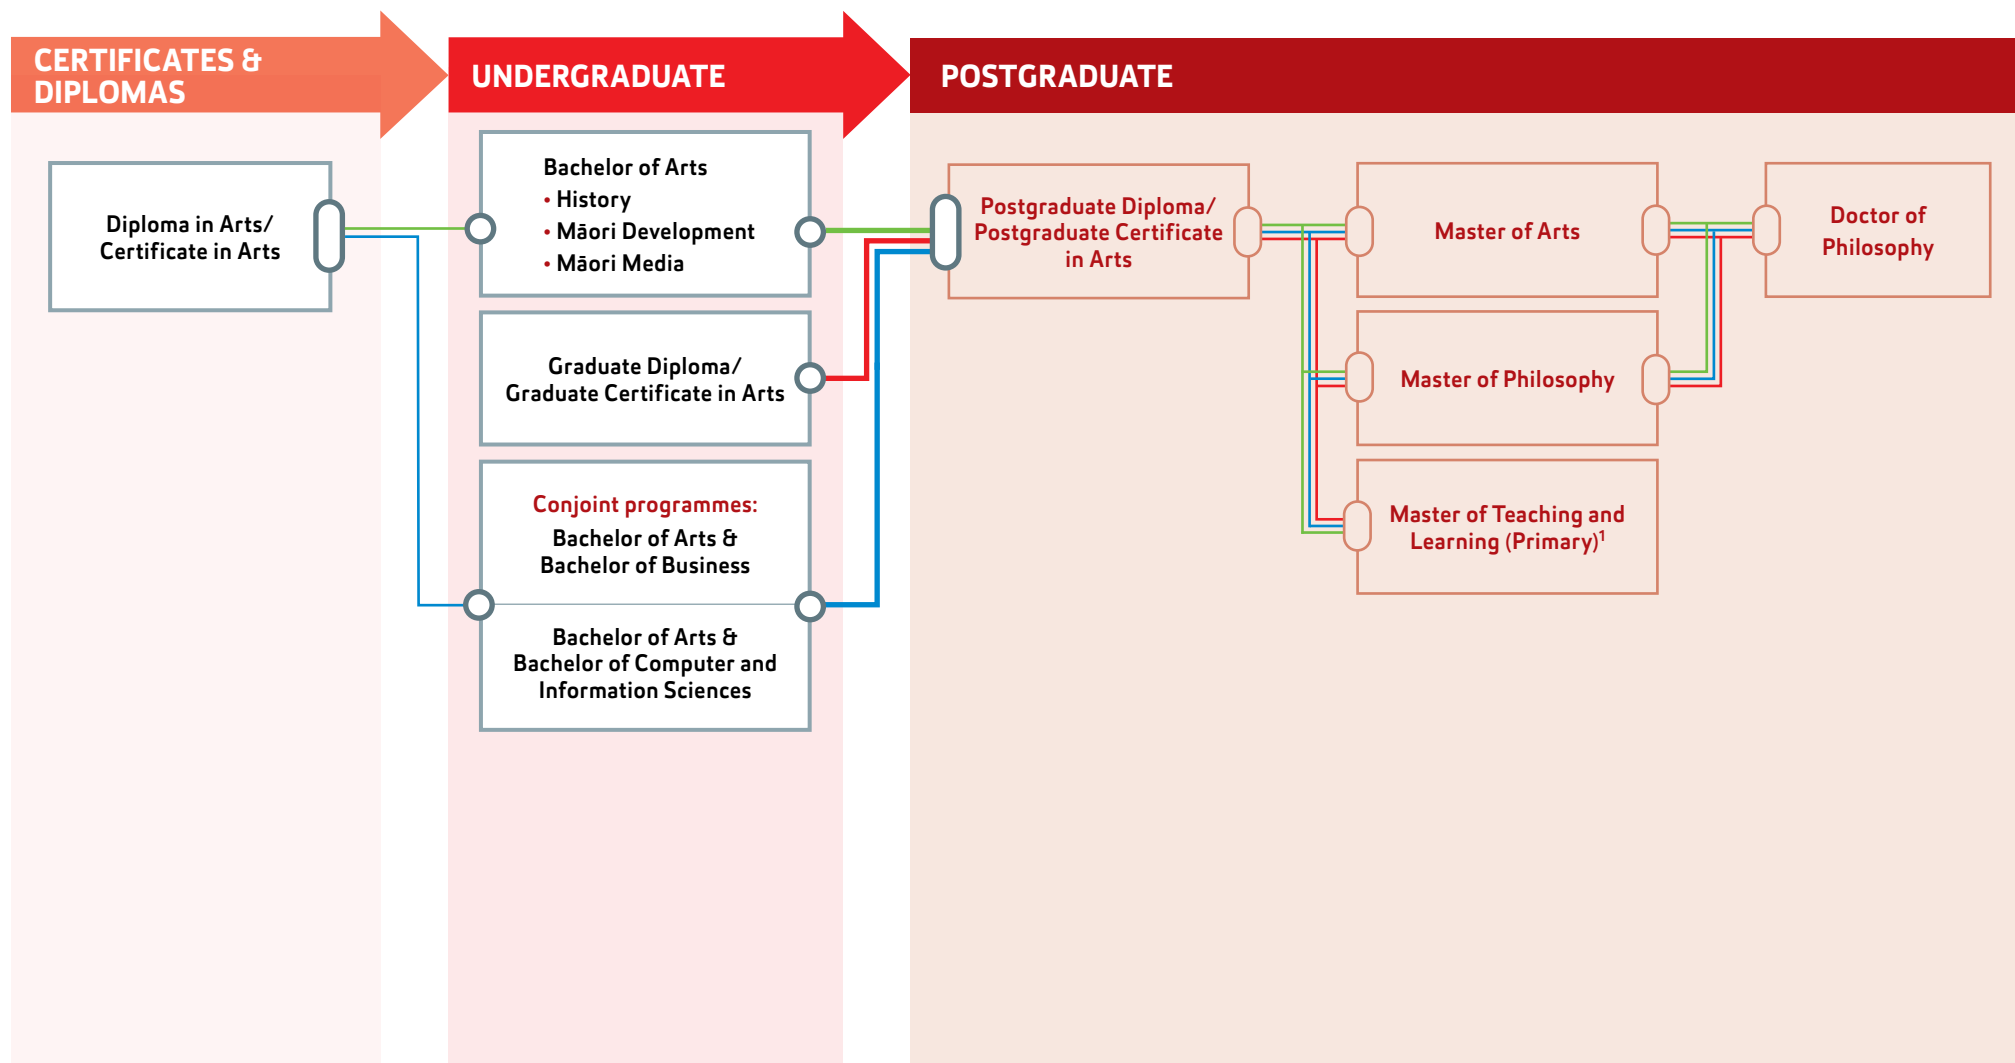 CERTIFICATES &
DIPLOMAS
UNDERGRADUATE
POSTGRADUATE
Diploma in Arts/
Certificate in Arts
Bachelor of Arts
• History
• Māori Development
• Māori Media
Graduate Diploma/
Graduate Certificate in Arts
Conjoint programmes:
Bachelor of Arts &
Bachelor of Business
Bachelor of Arts &
Bachelor of Computer and
Information Sciences
Postgraduate Diploma/
Postgraduate Certificate
in Arts
Master of Arts
Master of Philosophy
Master of Teaching and
Learning (Primary)¹
Doctor of
Philosophy